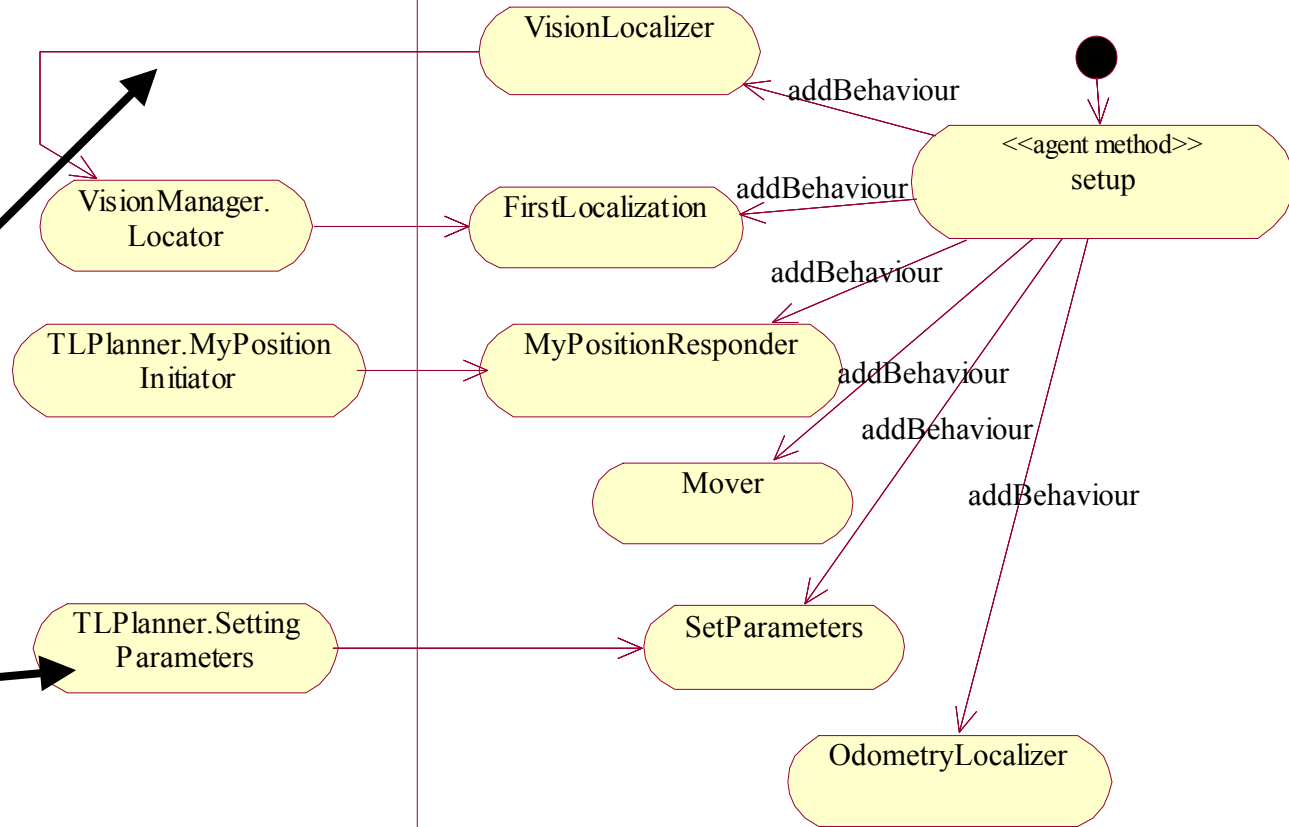 VisionLocalizer
addBehaviour
<<agent method>>
setup
VisionManager.
Locator
FirstLocalization
addBehaviour
addBehaviour
TLPlanner.MyPosition
Initiator
MyPositionResponder
addBehaviour
addBehaviour
Mover
addBehaviour
TLPlanner.Setting
Parameters
SetParameters
OdometryLocalizer